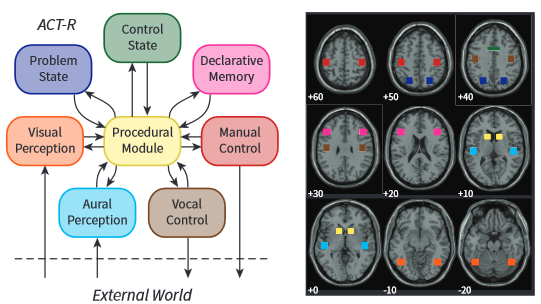 ACT-R
Control
State
Problem
State
Declarative
Memory
Visual
Perception
Procedural
Module
Manual
Control
Aural
Perception
Vocal
Control
External World
+60
+50
+40
+30
+20
+10
+0
-10
-20